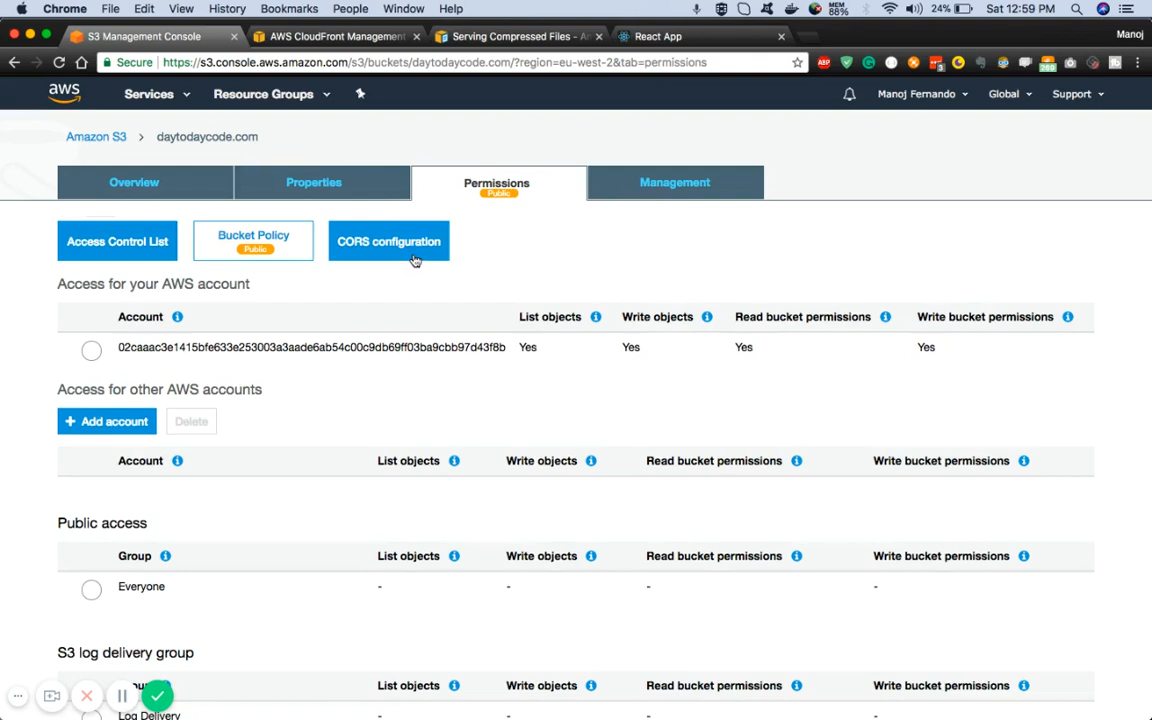 Chrome File Edit View History Bookmarks People Window Help MEM 88% 24% Sat 12:59 PM
S3 Management Console AWS CloudFront Management Serving Compressed Files - Am React App Manoj
Secure https://s3.console.aws.amazon.com/s3/buckets/daytodaycode.com/?region=eu-west-2&tab=permissions
aws Services Resource Groups Manoj Fernando Global Support
Amazon S3 > daytodaycode.com
Overview Properties Permissions Management
Public
Access Control List Bucket Policy CORS configuration
Public
Access for your AWS account
Account List objects Write objects Read bucket permissions Write bucket permissions
02caaac3e1415bfe633e253003a3aade6ab54c00c9db69ff03ba9cbb97d43f8b Yes Yes Yes Yes
Access for other AWS accounts
+ Add account Delete
Account List objects Write objects Read bucket permissions Write bucket permissions
Public access
Group List objects Write objects Read bucket permissions Write bucket permissions
Everyone - - - -
S3 log delivery group
List objects Write objects Read bucket permissions Write bucket permissions
Log Delivery - - - -